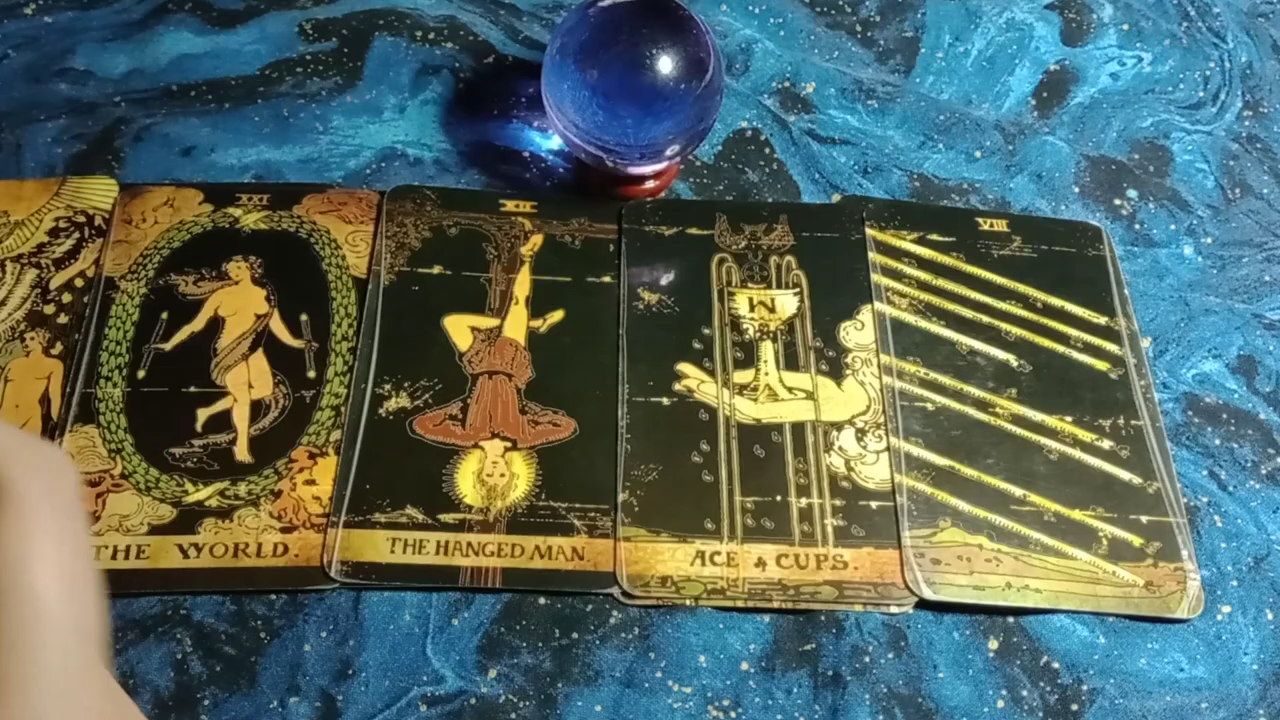 XXI
THE WORLD.
XII
THE HANGED MAN.
W
ACE of CUPS.
VIII